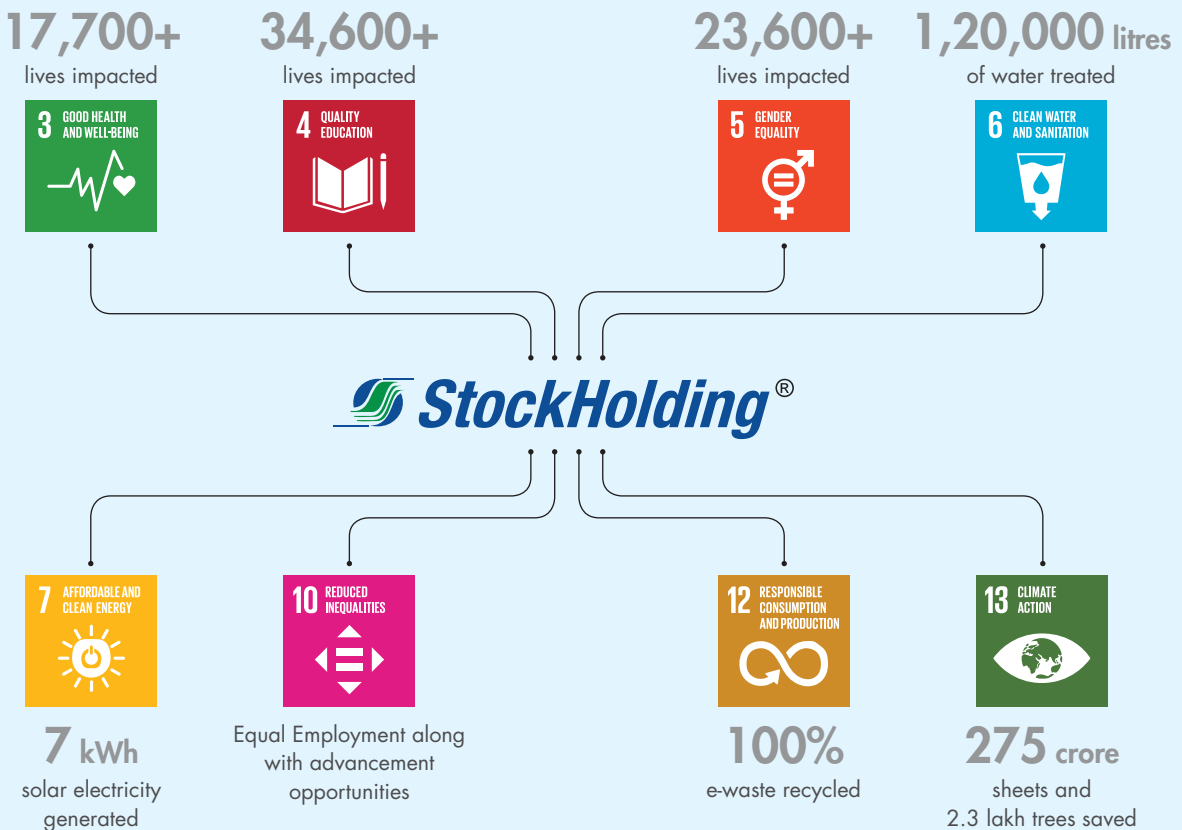 17,700+
lives impacted
3 GOOD HEALTH
AND WELL-BEING
34,600+
lives impacted
4 QUALITY
EDUCATION
23,600+
lives impacted
5 GENDER
EQUALITY
1,20,000 litres
of water treated
6 CLEAN WATER
AND SANITATION
StockHolding®
7 AFFORDABLE AND
CLEAN ENERGY
7 kWh
solar electricity
generated
10 REDUCED
INEQUALITIES
Equal Employment along
with advancement
opportunities
12 RESPONSIBLE
CONSUMPTION
AND PRODUCTION
100%
e-waste recycled
13 CLIMATE
ACTION
275 crore
sheets and
2.3 lakh trees saved